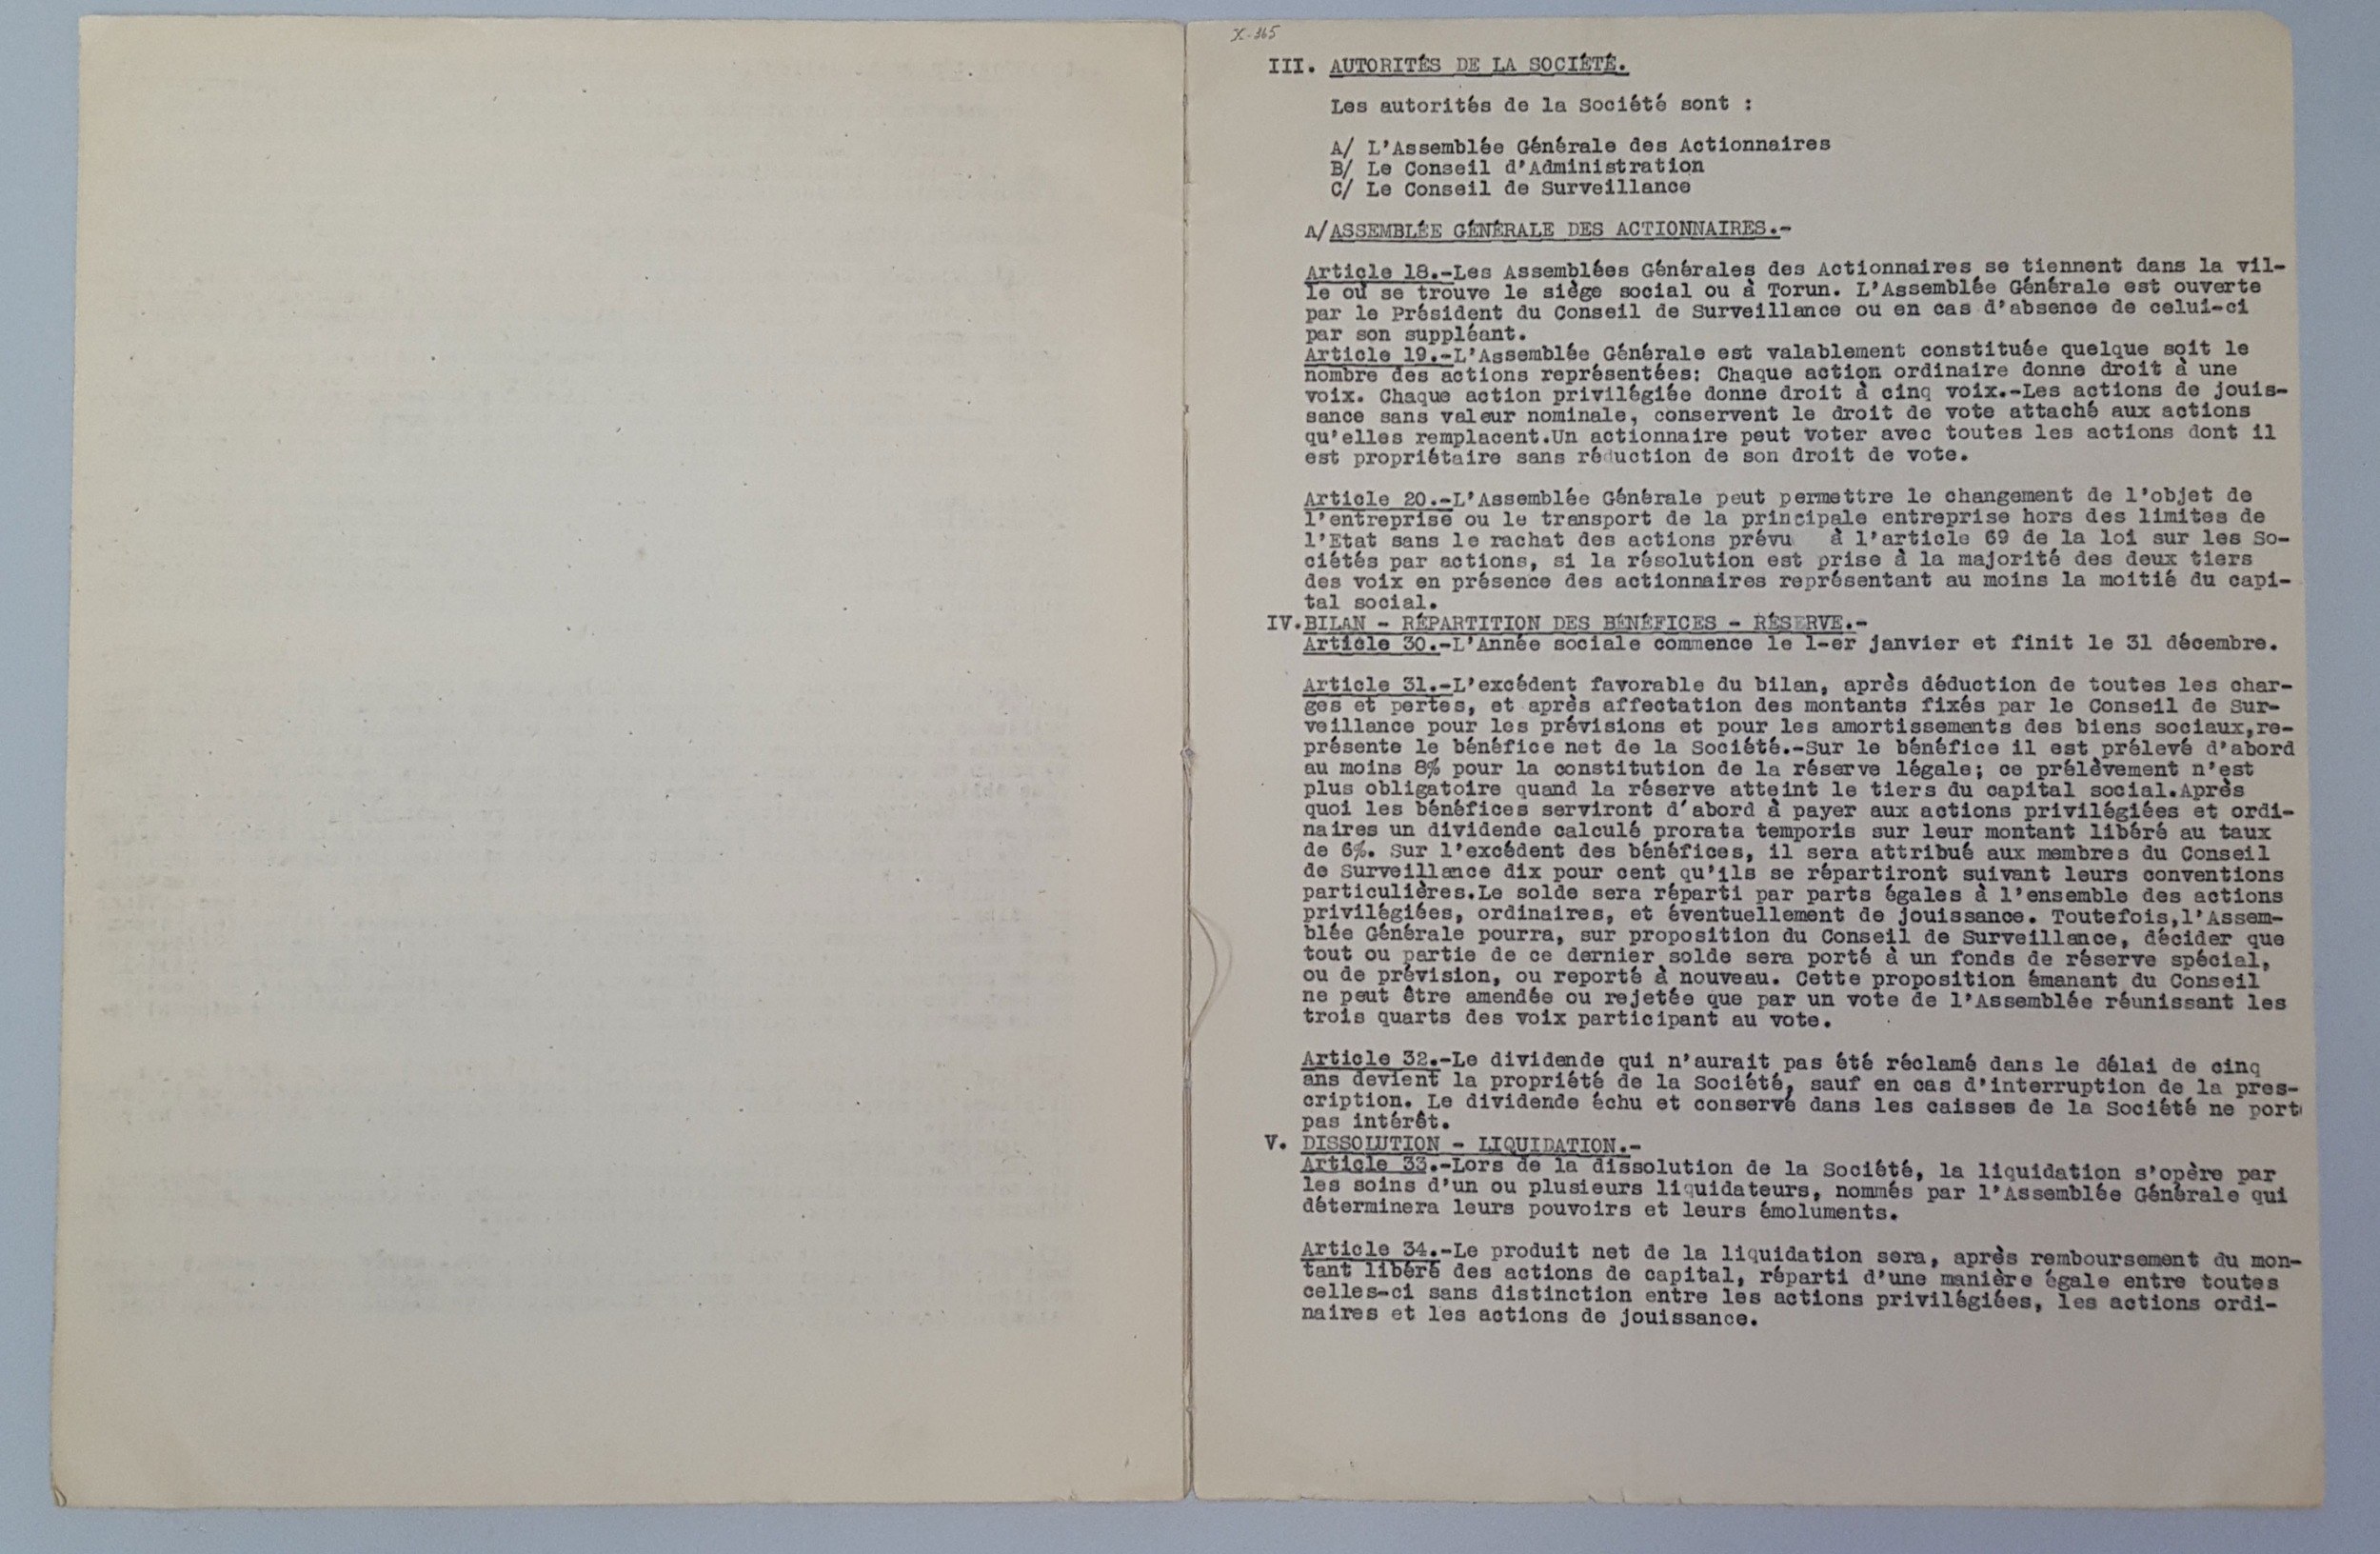 X-365
III. AUTORITÉS DE LA SOCIÉTÉ.
Les autorités de la Société sont :
A/ L'Assemblée Générale des Actionnaires
B/ Le Conseil d'Administration
C/ Le Conseil de Surveillance
A/ASSEMBLÉE GÉNÉRALE DES ACTIONNAIRES.-
Article 18.-Les Assemblées Générales des Actionnaires se tiennent dans la vil-
le où se trouve le siège social ou à Torun. L'Assemblée Générale est ouverte
par le Président du Conseil de Surveillance ou en cas d'absence de celui-ci
par son suppléant.
Article 19.-L'Assemblée Générale est valablement constituée quelque soit le
nombre des actions représentées: Chaque action ordinaire donne droit à une
voix. Chaque action privilégiée donne droit à cinq voix.-Les actions de jouis-
sance sans valeur nominale, conservent le droit de vote attaché aux actions
qu'elles remplacent.Un actionnaire peut voter avec toutes les actions dont il
est propriétaire sans réduction de son droit de vote.
Article 20.-L'Assemblée Générale peut permettre le changement de l'objet de
l'entreprise ou le transport de la principale entreprise hors des limites de
l'Etat sans le rachat des actions prévu à l'article 69 de la loi sur les So-
ciétés par actions, si la résolution est prise à la majorité des deux tiers
des voix en présence des actionnaires représentant au moins la moitié du capi-
tal social.
IV.BILAN - RÉPARTITION DES BÉNÉFICES - RÉSERVE.-
Article 30.-L'Année sociale commence le 1-er janvier et finit le 31 décembre.
Article 31.-L'excédent favorable du bilan, après déduction de toutes les char-
ges et pertes, et après affectation des montants fixés par le Conseil de Sur-
veillance pour les prévisions et pour les amortissements des biens sociaux,re-
présente le bénéfice net de la Société.-Sur le bénéfice il est prélevé d'abord
au moins 8% pour la constitution de la réserve légale; ce prélèvement n'est
plus obligatoire quand la réserve atteint le tiers du capital social.Après
quoi les bénéfices serviront d'abord à payer aux actions privilégiées et ordi-
naires un dividende calculé prorata temporis sur leur montant libéré au taux
de 6%. Sur l'excédent des bénéfices, il sera attribué aux membres du Conseil
de Surveillance dix pour cent qu'ils se répartiront suivant leurs conventions
particulières.Le solde sera réparti par parts égales à l'ensemble des actions
privilégiées, ordinaires, et éventuellement de jouissance. Toutefois,l'Assem-
blée Générale pourra, sur proposition du Conseil de Surveillance, décider que
tout ou partie de ce dernier solde sera porté à un fonds de réserve spécial,
ou de prévision, ou reporté à nouveau. Cette proposition émanant du Conseil
ne peut être amendée ou rejetée que par un vote de l'Assemblée réunissant les
trois quarts des voix participant au vote.
Article 32.-Le dividende qui n'aurait pas été réclamé dans le délai de cinq
ans devient la propriété de la Société, sauf en cas d'interruption de la pres-
cription. Le dividende échu et conservé dans les caisses de la Société ne porte
pas intérêt.
V. DISSOLUTION - LIQUIDATION.-
Article 33.-Lors de la dissolution de la Société, la liquidation s'opère par
les soins d'un ou plusieurs liquidateurs, nommés par l'Assemblée Générale qui
déterminera leurs pouvoirs et leurs émoluments.
Article 34.-Le produit net de la liquidation sera, après remboursement du mon-
tant libéré des actions de capital, réparti d'une manière égale entre toutes
celles-ci sans distinction entre les actions privilégiées, les actions ordi-
naires et les actions de jouissance.